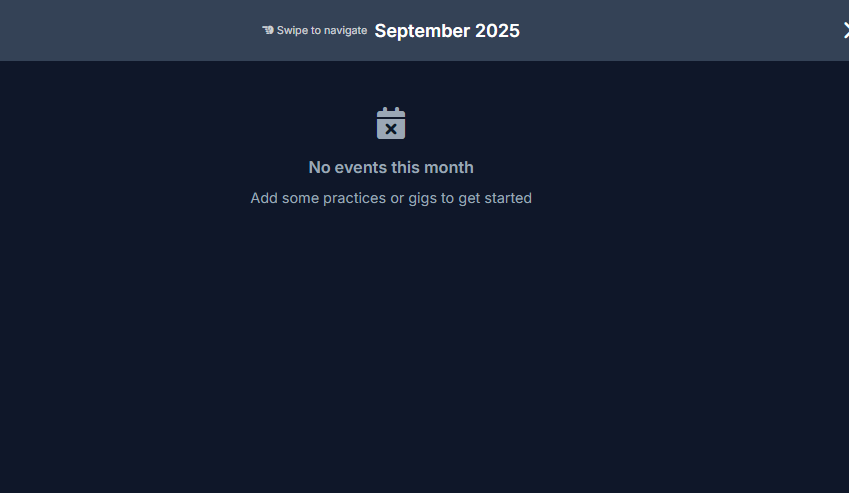 Swipe to navigate September 2025
No events this month
Add some practices or gigs to get started